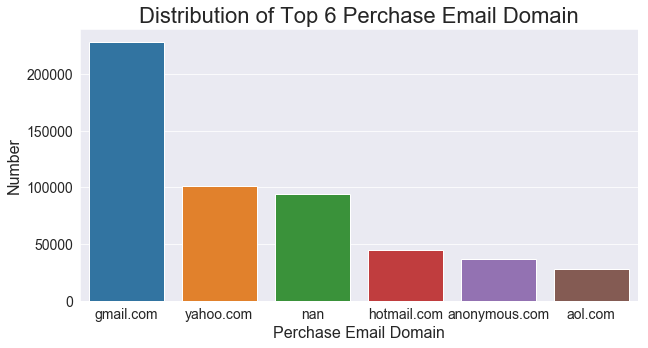 Distribution of Top 6 Perchase Email Domain
Number
200000
150000
100000
50000
0
gmail.com yahoo.com nan hotmail.com anonymous.com aol.com
Perchase Email Domain